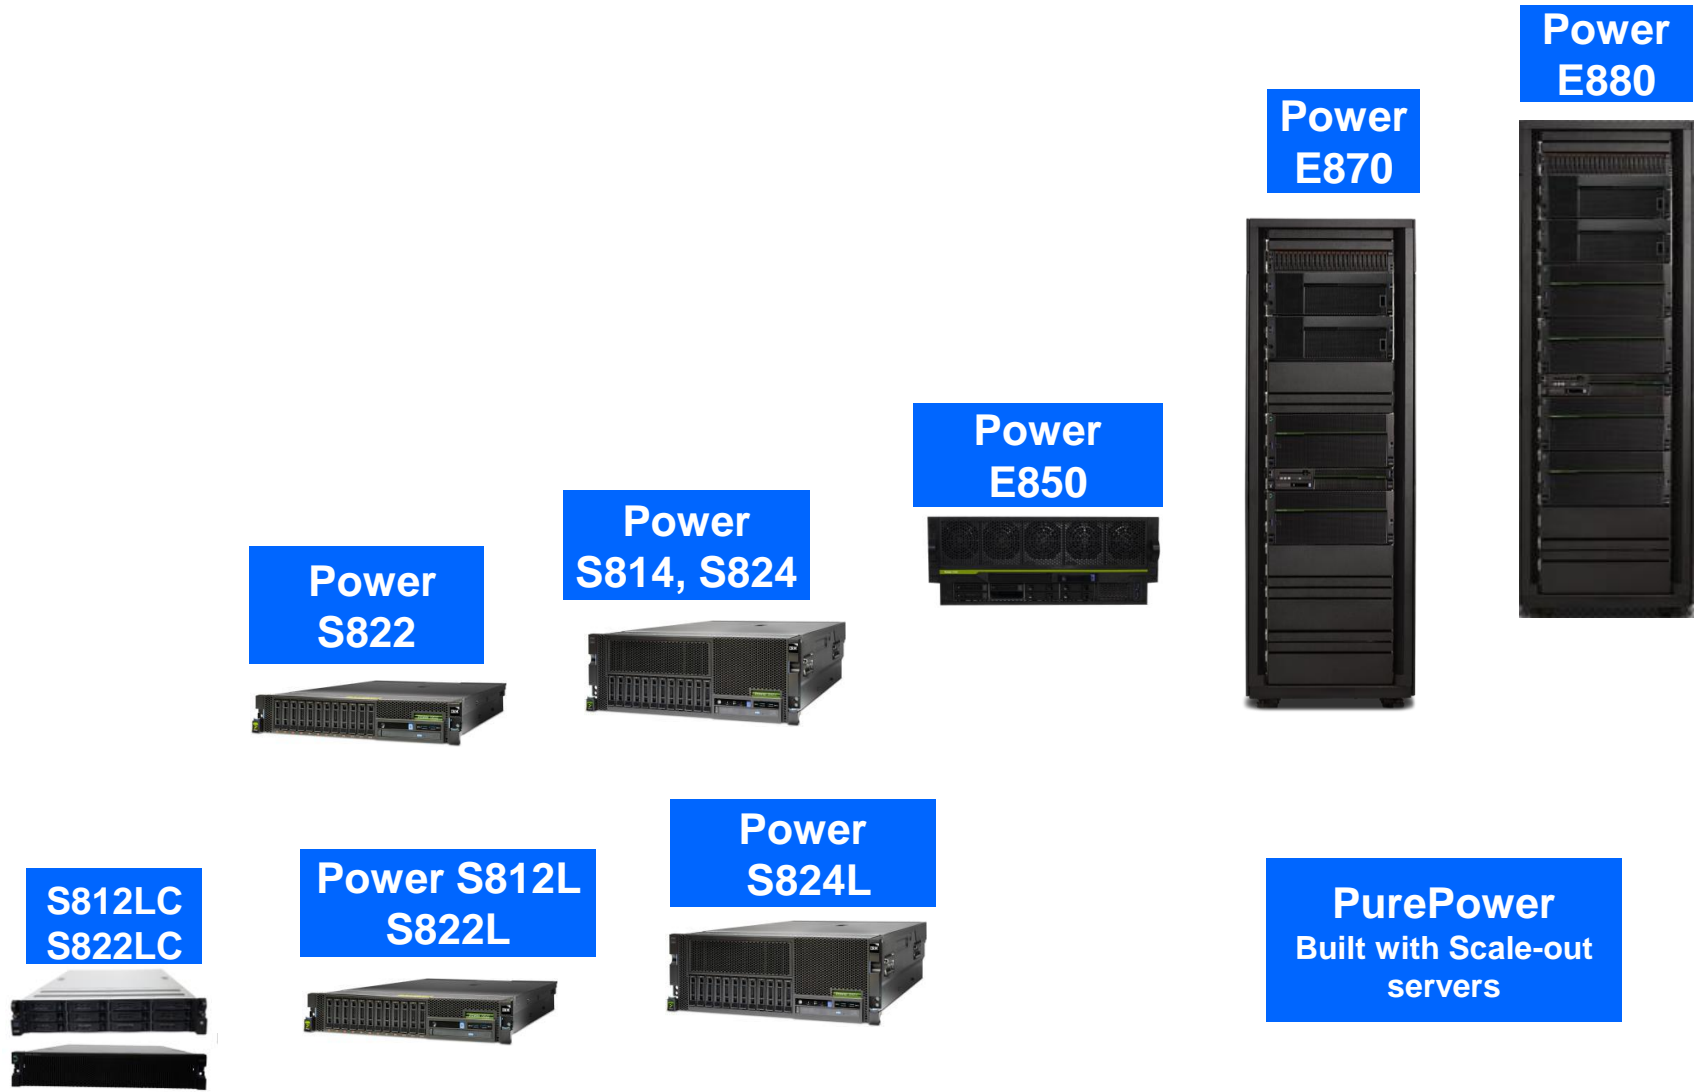 Power
E880
Power
E870
Power
E850
Power
S814, S824
Power
S822
Power
S824L
Power S812L
S822L
S812LC
S822LC
PurePower
Built with Scale-out
servers